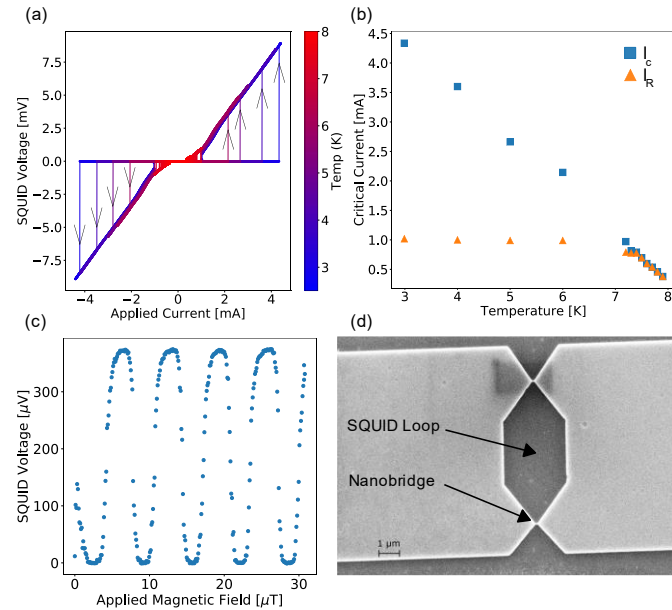 (a)
SQUID Voltage [mV]
7.5
5.0
2.5
0.0
−2.5
−5.0
−7.5
−4
−2
0
2
4
Applied Current [mA]
8
7
6
5
4
3
Temp (K)
(b)
Critical Current [mA]
4.5
4.0
3.5
3.0
2.5
2.0
1.5
1.0
0.5
3
4
5
6
7
8
Temperature [K]
I_c
I_R
(c)
SQUID Voltage [μV]
300
200
100
0
0
10
20
30
Applied Magnetic Field [μT]
(d)
SQUID Loop
Nanobridge
1 μm